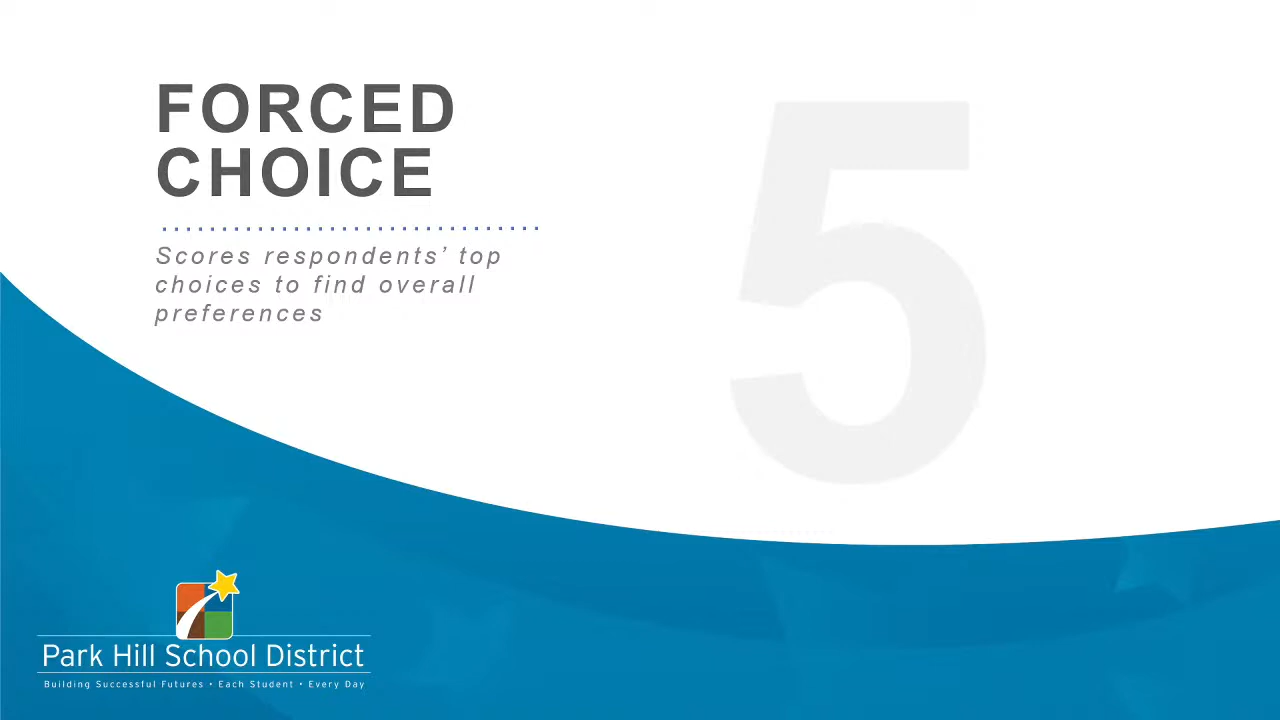 FORCED
CHOICE
Scores respondents’ top
choices to find overall
preferences
5
Park Hill School District
Building Successful Futures • Each Student • Every Day